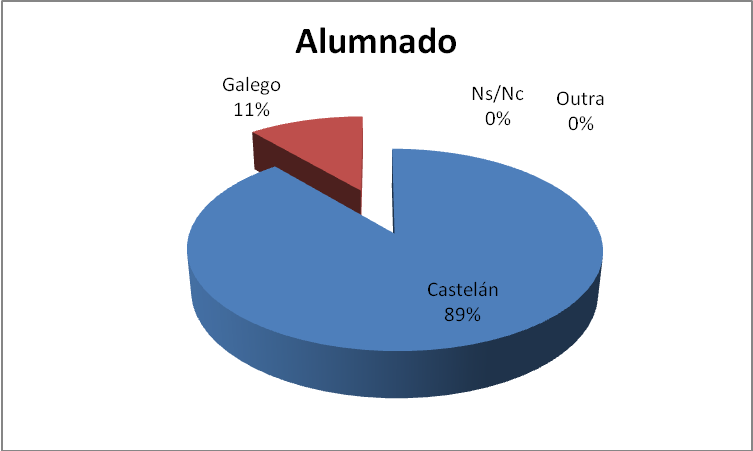 Alumnado
Galego
11%
Ns/Nc
0%
Outra
0%
Castelán
89%